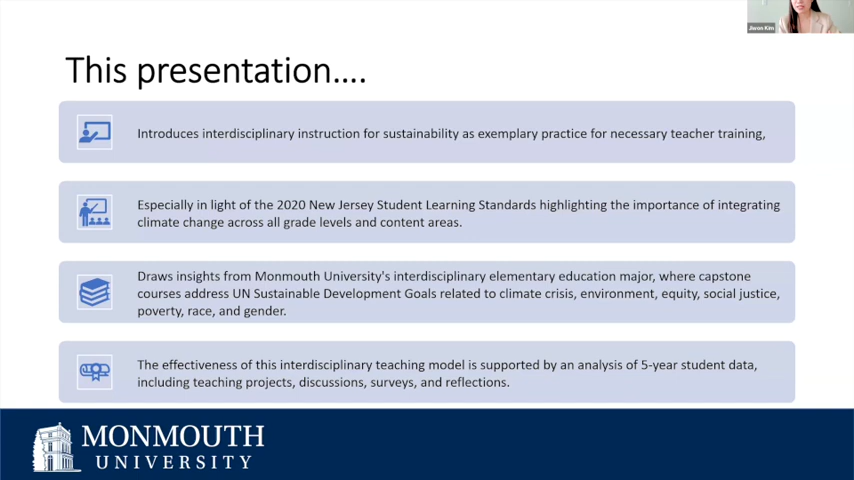 Jiwon Kim
This presentation....
Introduces interdisciplinary instruction for sustainability as exemplary practice for necessary teacher training,
Especially in light of the 2020 New Jersey Student Learning Standards highlighting the importance of integrating
climate change across all grade levels and content areas.
Draws insights from Monmouth University's interdisciplinary elementary education major, where capstone
courses address UN Sustainable Development Goals related to climate crisis, environment, equity, social justice,
poverty, race, and gender.
The effectiveness of this interdisciplinary teaching model is supported by an analysis of 5-year student data,
including teaching projects, discussions, surveys, and reflections.
MONMOUTH
UNIVERSITY